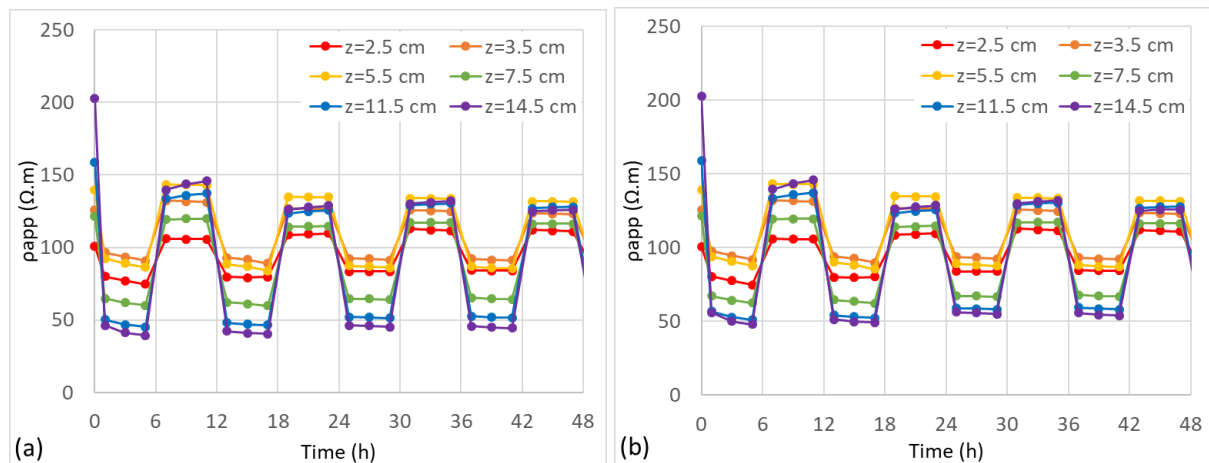 250
200
150
100
50
0
ρapp (Ω.m)
z=2.5 cm z=3.5 cm
z=5.5 cm z=7.5 cm
z=11.5 cm z=14.5 cm
0 6 12 18 24 30 36 42 48
Time (h)
(a)
250
200
150
100
50
0
ρapp (Ω.m)
z=2.5 cm z=3.5 cm
z=5.5 cm z=7.5 cm
z=11.5 cm z=14.5 cm
0 6 12 18 24 30 36 42 48
Time (h)
(b)